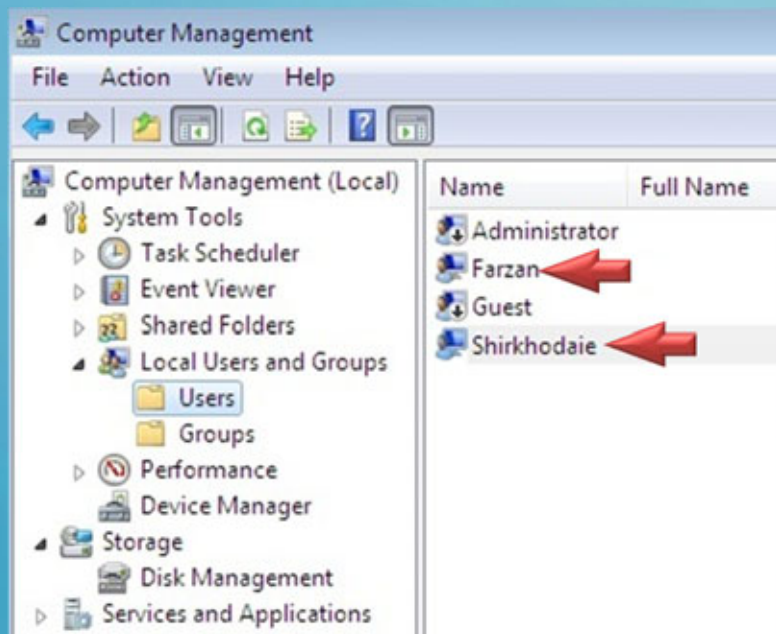 Computer Management
File Action View Help
Computer Management (Local)
System Tools
Task Scheduler
Event Viewer
Shared Folders
Local Users and Groups
Users
Groups
Performance
Device Manager
Storage
Disk Management
Services and Applications
Name Full Name
Administrator
Farzan
Guest
Shirkhodaie